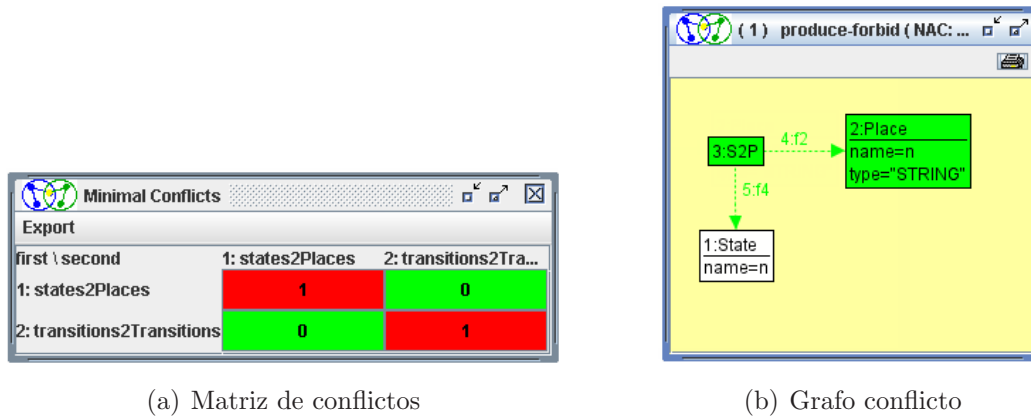 Minimal Conflicts
Export
first \ second 1: states2Places 2: transitions2Tra...
1: states2Places 1 0
2: transitions2Transitions 0 1
(a) Matriz de conflictos
( 1 ) produce-forbid ( NAC: ...
3:S2P
4:f2
2:Place
name=n
type="STRING"
5:f4
1:State
name=n
(b) Grafo conflicto